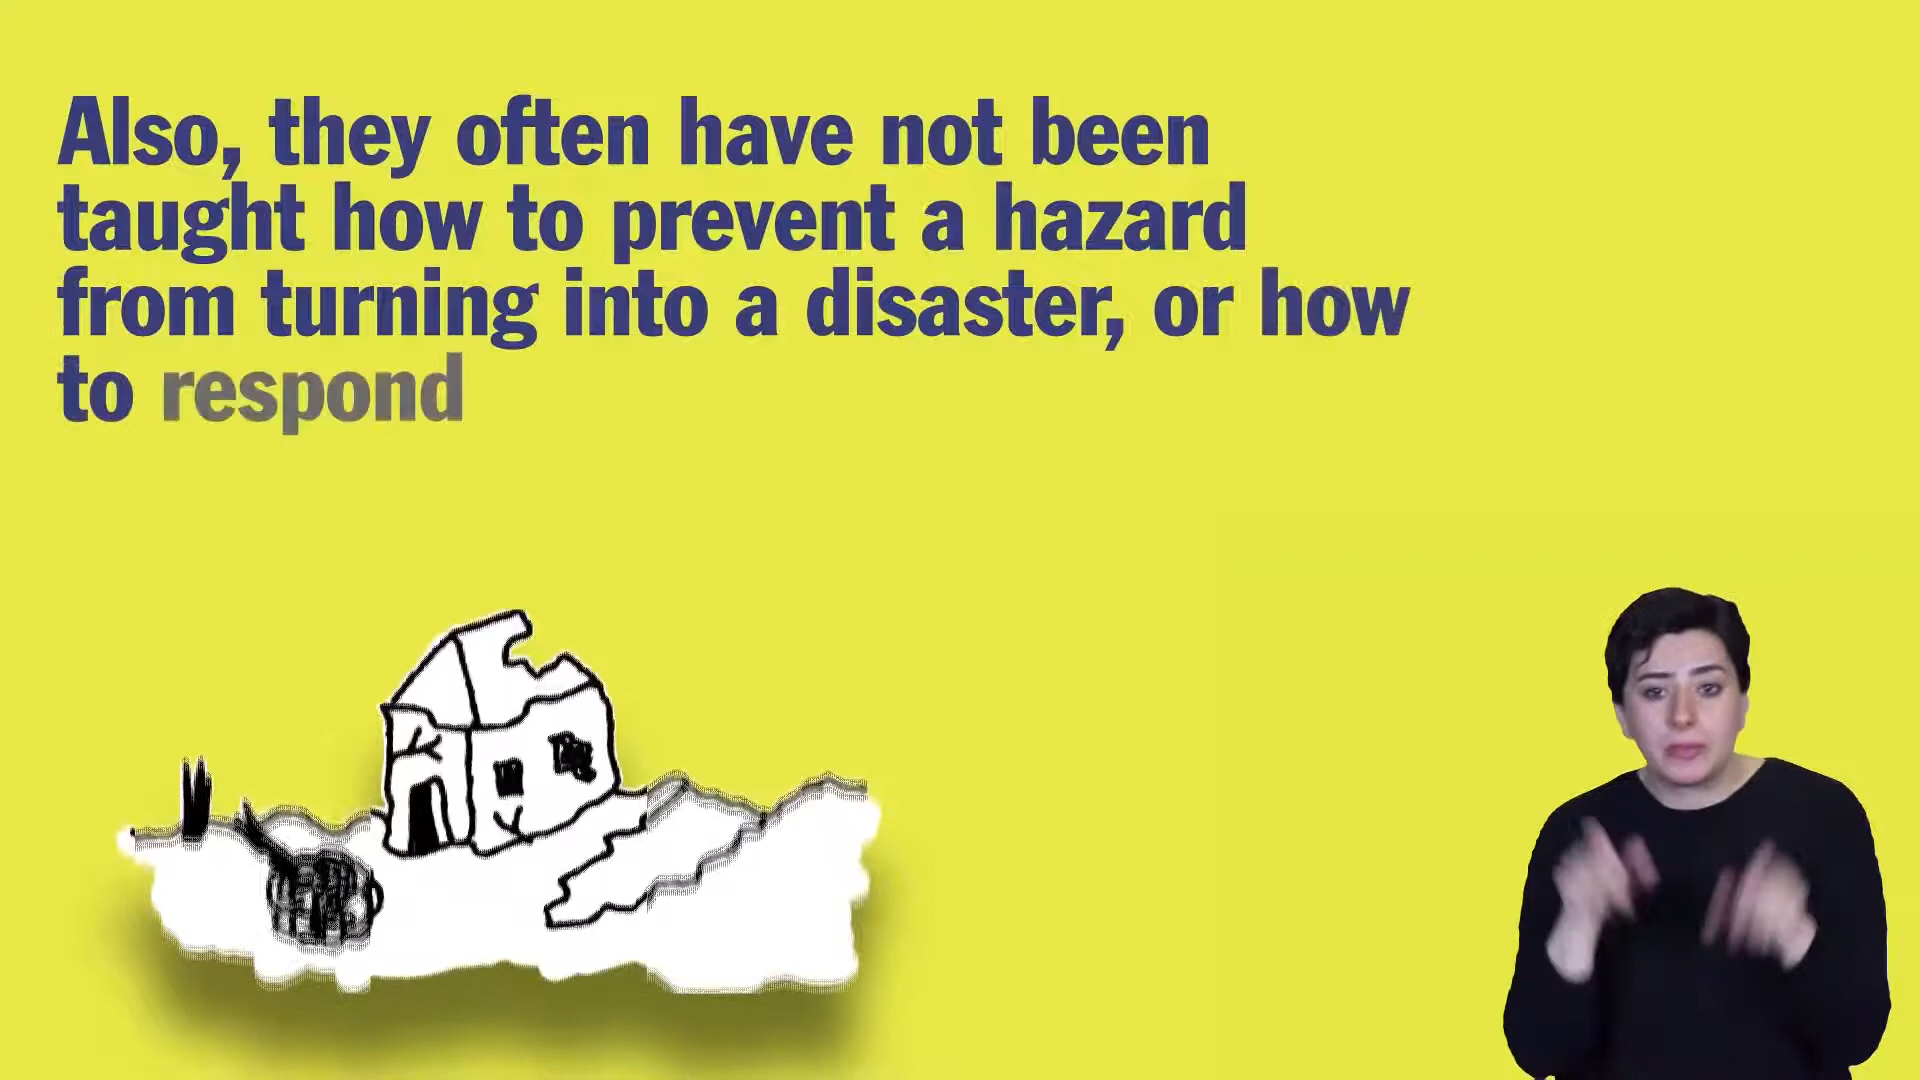 Also, they often have not been
taught how to prevent a hazard
from turning into a disaster, or how
to respond